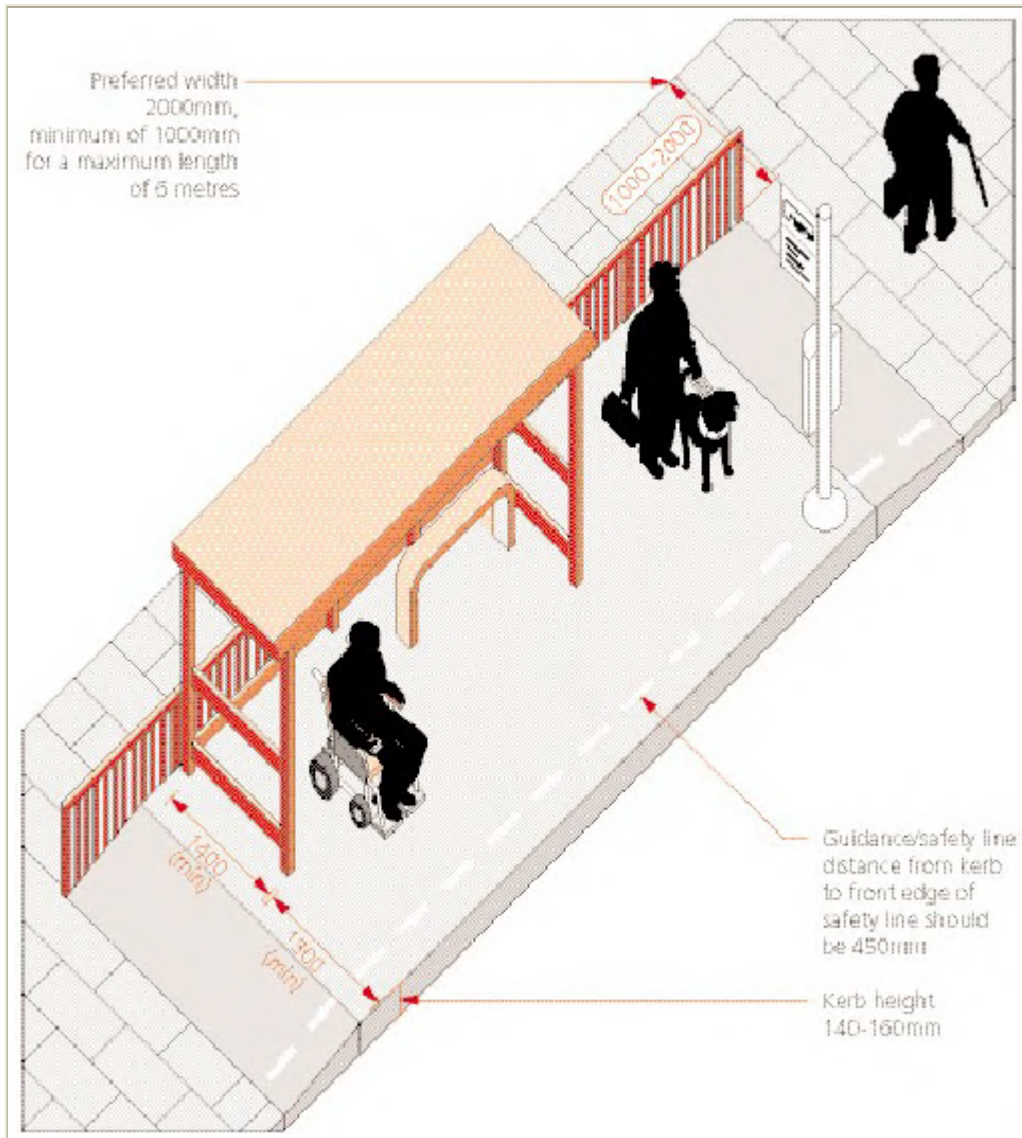 Preferred width
2000mm,
minimum of 1000mm
for a maximum length
of 6 metres
(1000-2000)
1400
(min)
1300
(min)
Guidance/safety line:
distance from kerb
to front edge of
safety line should
be 450mm
Kerb height
140-160mm